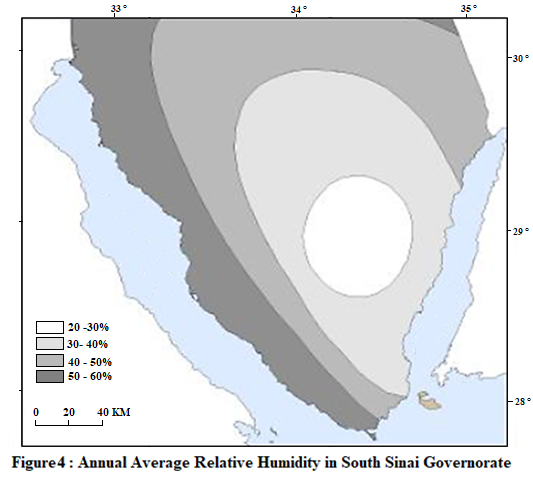 33° 34° 35°
30°
29°
20 -30%
30- 40%
40 - 50%
50 - 60%
28°
0 20 40 KM
Figure4 : Annual Average Relative Humidity in South Sinai Governorate